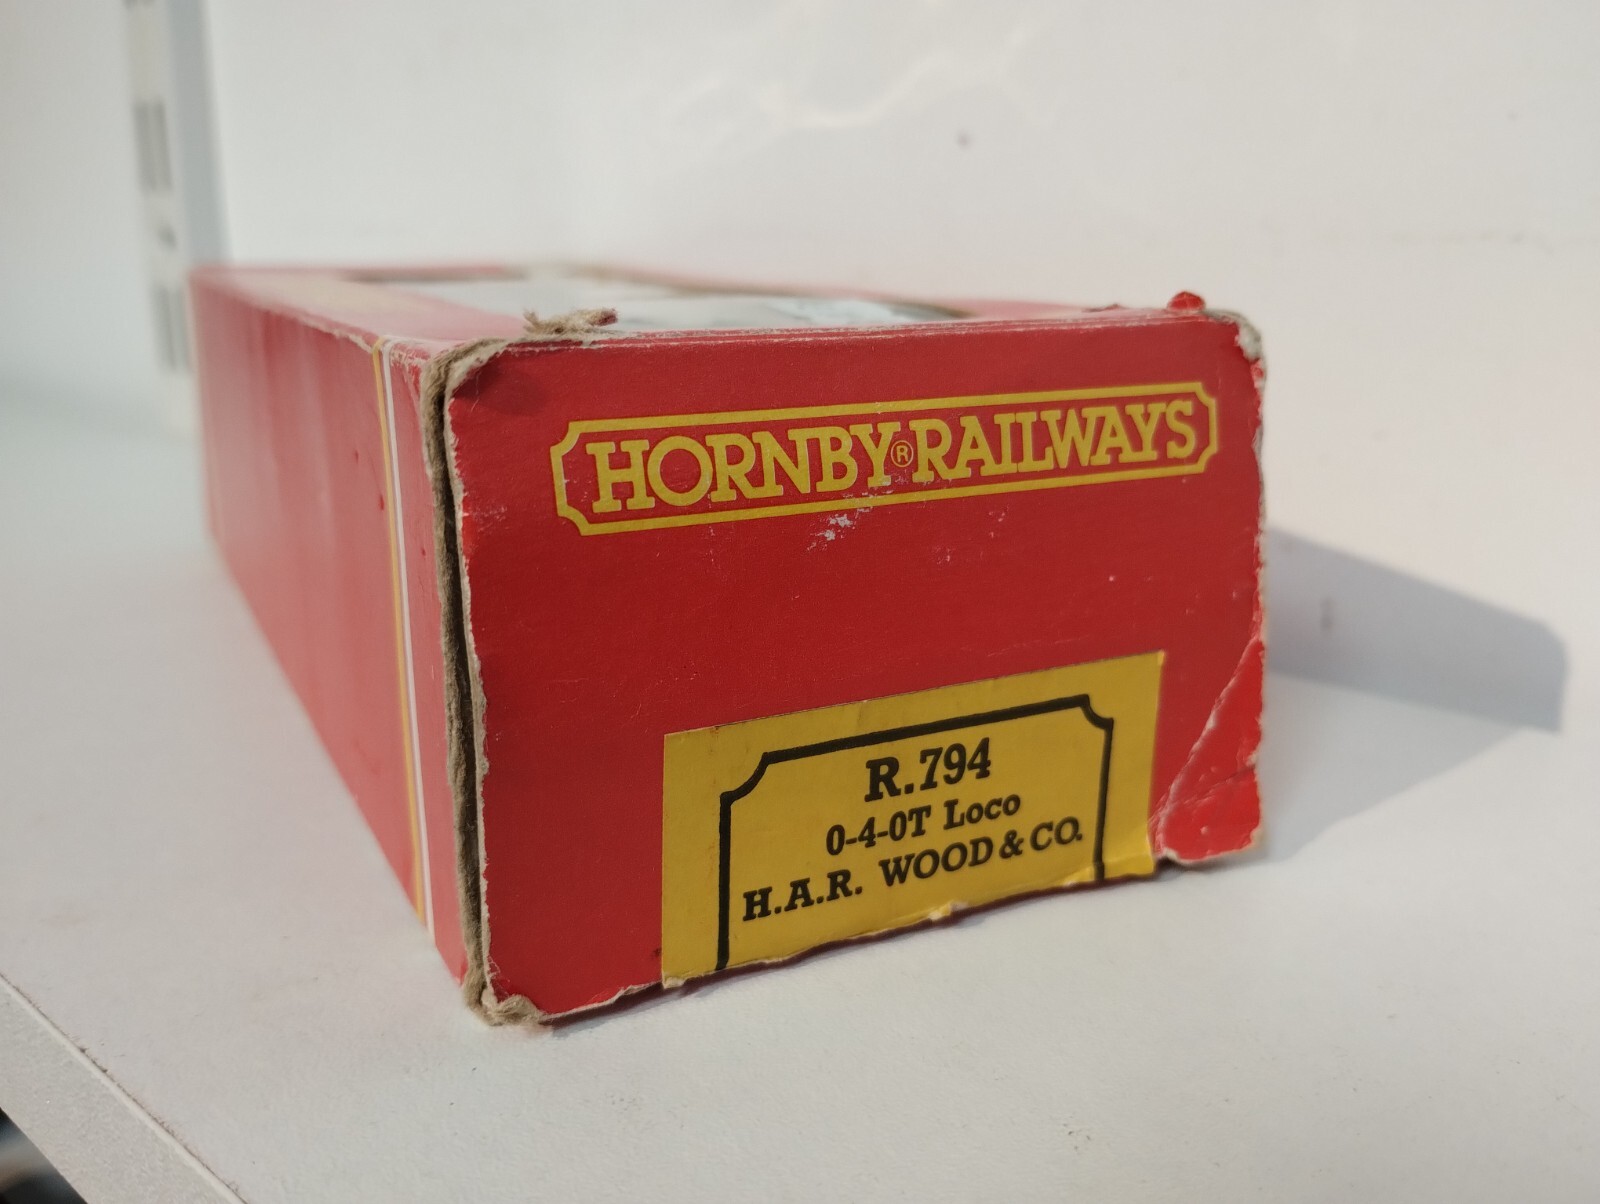 HORNBY®RAILWAYS
R.794
0-4-0T Loco
H.A.R. WOOD & CO.